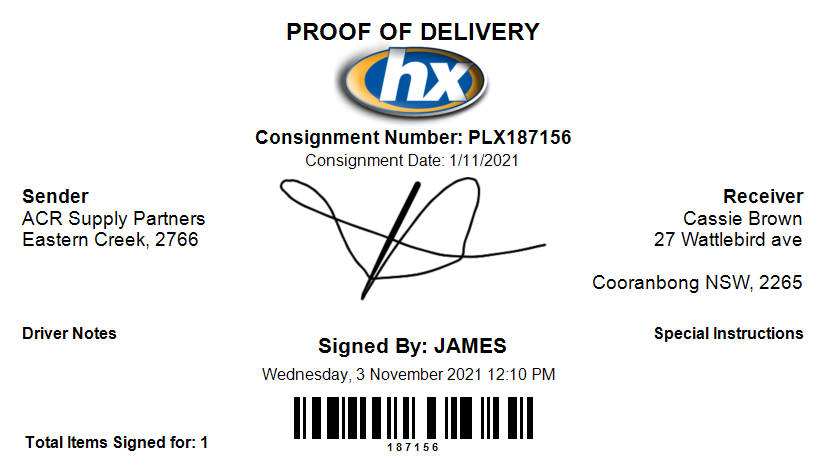 PROOF OF DELIVERY
hx
Consignment Number: PLX187156
Consignment Date: 1/11/2021
Sender
ACR Supply Partners
Eastern Creek, 2766
Receiver
Cassie Brown
27 Wattlebird ave
Cooranbong NSW, 2265
Driver Notes
Special Instructions
Signed By: JAMES
Wednesday, 3 November 2021 12:10 PM
187156
Total Items Signed for: 1